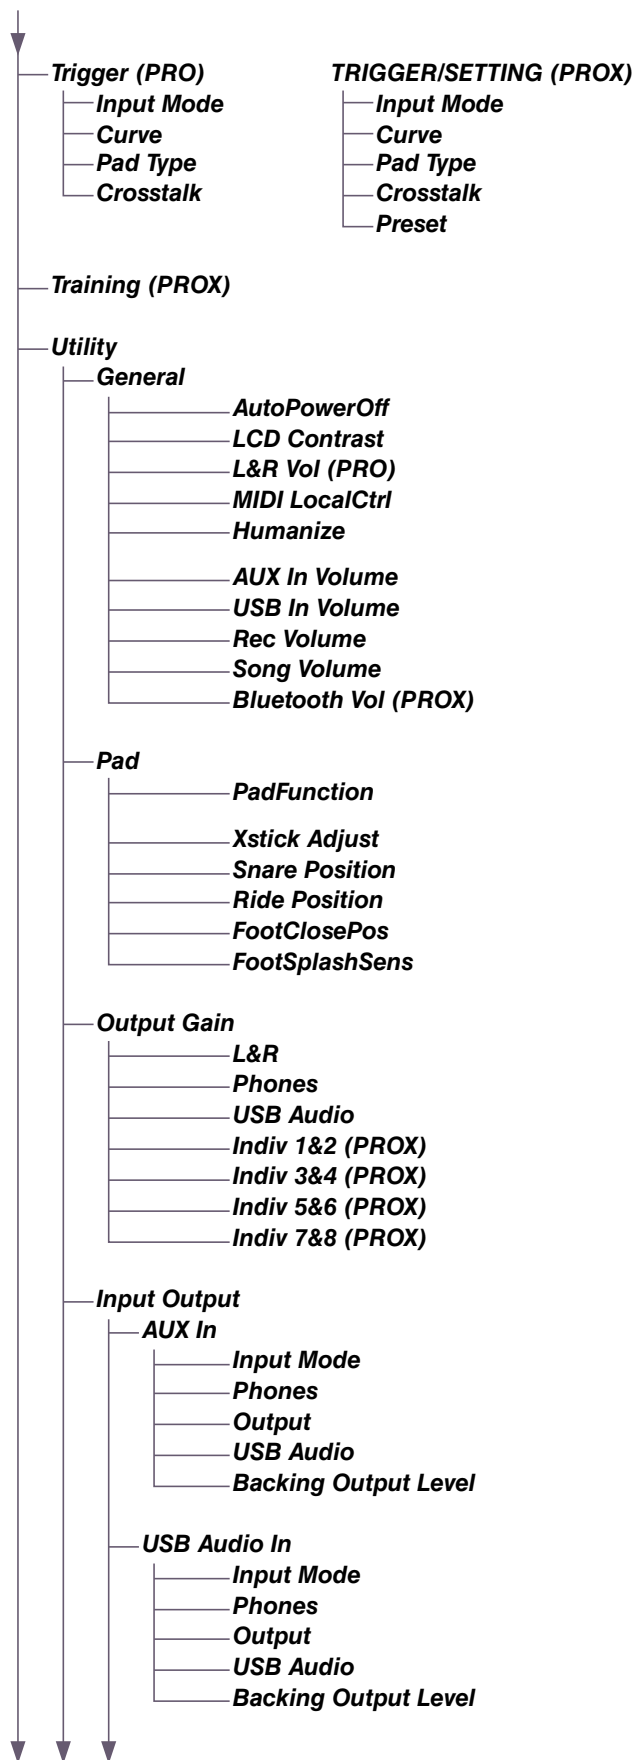 Trigger (PRO)
Input Mode
Curve
Pad Type
Crosstalk
TRIGGER/SETTING (PROX)
Input Mode
Curve
Pad Type
Crosstalk
Preset
Training (PROX)
Utility
General
AutoPowerOff
LCD Contrast
L&R Vol (PRO)
MIDI LocalCtrl
Humanize
AUX In Volume
USB In Volume
Rec Volume
Song Volume
Bluetooth Vol (PROX)
Pad
PadFunction
Xstick Adjust
Snare Position
Ride Position
FootClosePos
FootSplashSens
Output Gain
L&R
Phones
USB Audio
Indiv 1&2 (PROX)
Indiv 3&4 (PROX)
Indiv 5&6 (PROX)
Indiv 7&8 (PROX)
Input Output
AUX In
Input Mode
Phones
Output
USB Audio
Backing Output Level
USB Audio In
Input Mode
Phones
Output
USB Audio
Backing Output Level